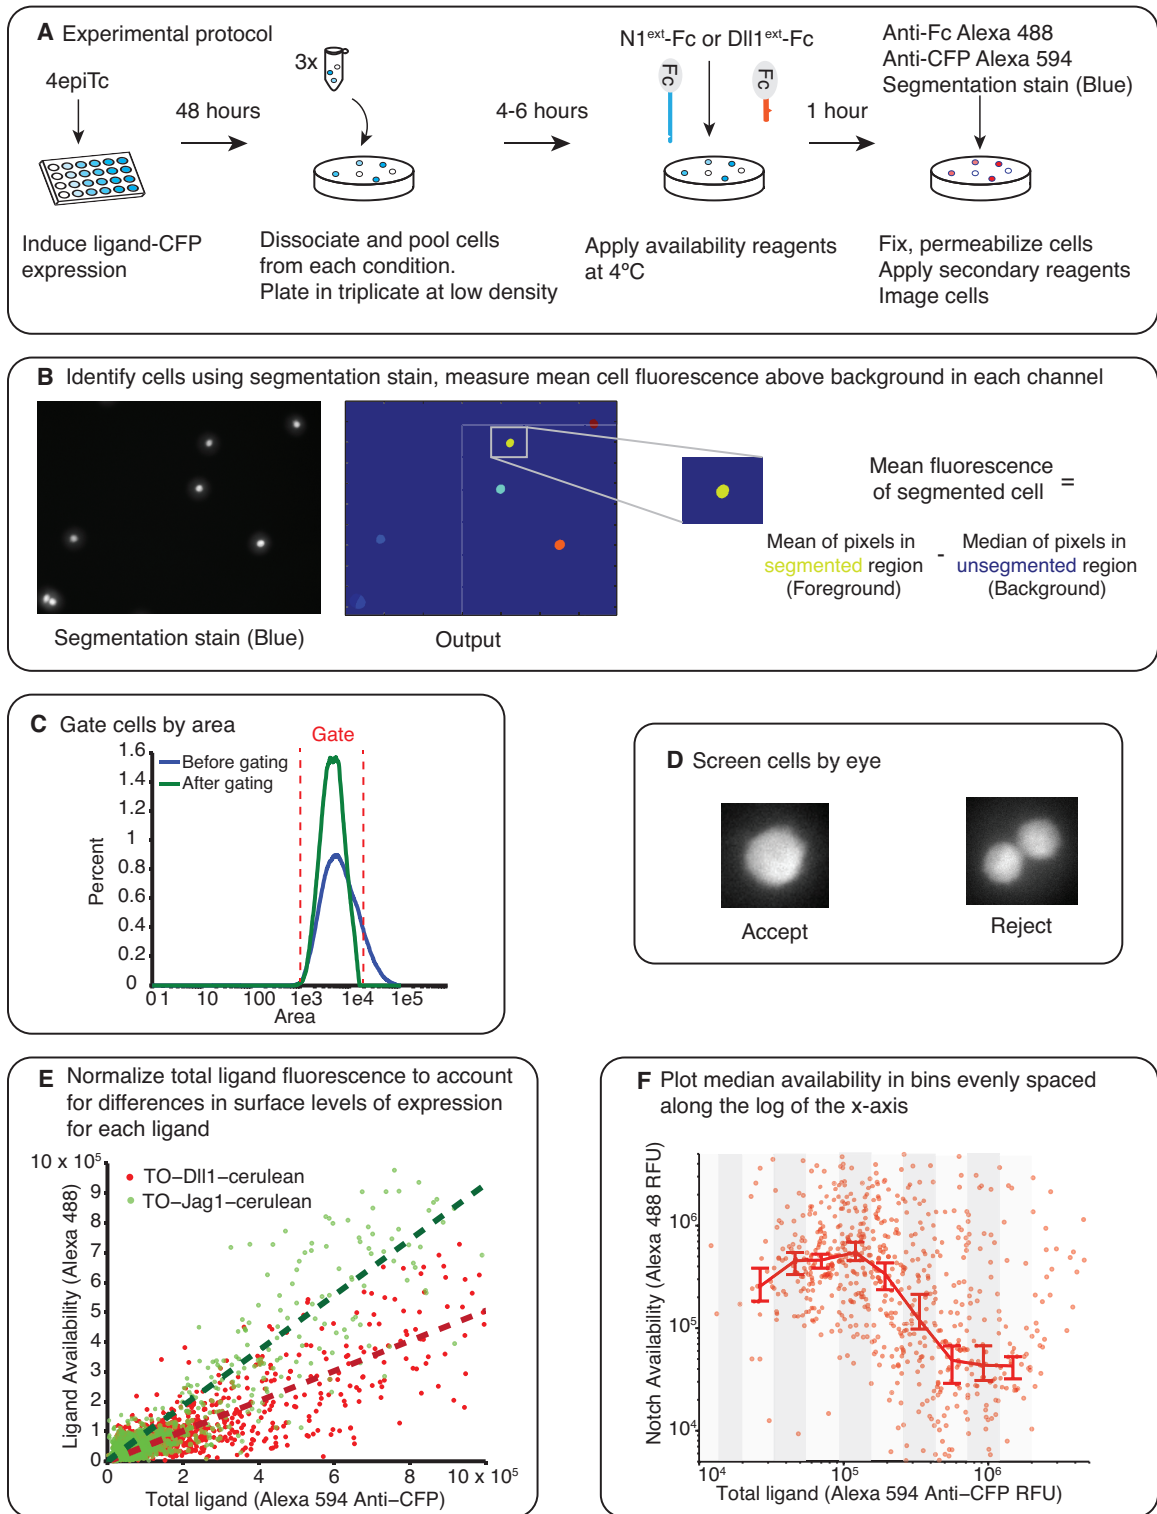 A Experimental protocol
4epiTc
48 hours
3x
4-6 hours
N1ext-Fc or Dll1ext-Fc
Fc
Fc
1 hour
Anti-Fc Alexa 488
Anti-CFP Alexa 594
Segmentation stain (Blue)
Induce ligand-CFP
expression
Dissociate and pool cells
from each condition.
Plate in triplicate at low density
Apply availability reagents
at 4ºC
Fix, permeabilize cells
Apply secondary reagents
Image cells
B Identify cells using segmentation stain, measure mean cell fluorescence above background in each channel
Segmentation stain (Blue)
Output
Mean fluorescence
of segmented cell =
Mean of pixels in
segmented region
(Foreground)
-
Median of pixels in
unsegmented region
(Background)
C Gate cells by area
Gate
Before gating
After gating
Percent
1.6
1.4
1.2
1
0.8
0.6
0.4
0.2
0
0 1 10 100 1e3 1e4 1e5
Area
D Screen cells by eye
Accept
Reject
E Normalize total ligand fluorescence to account
for differences in surface levels of expression
for each ligand
TO–Dll1–cerulean
TO–Jag1–cerulean
Ligand Availability (Alexa 488)
10 x 10⁵
9
8
7
6
5
4
3
2
1
0
0 2 4 6 8 10 x 10⁵
Total ligand (Alexa 594 Anti–CFP)
F Plot median availability in bins evenly spaced
along the log of the x-axis
Notch Availability (Alexa 488 RFU)
10⁶
10⁵
10⁴
10⁴ 10⁵ 10⁶
Total ligand (Alexa 594 Anti–CFP RFU)